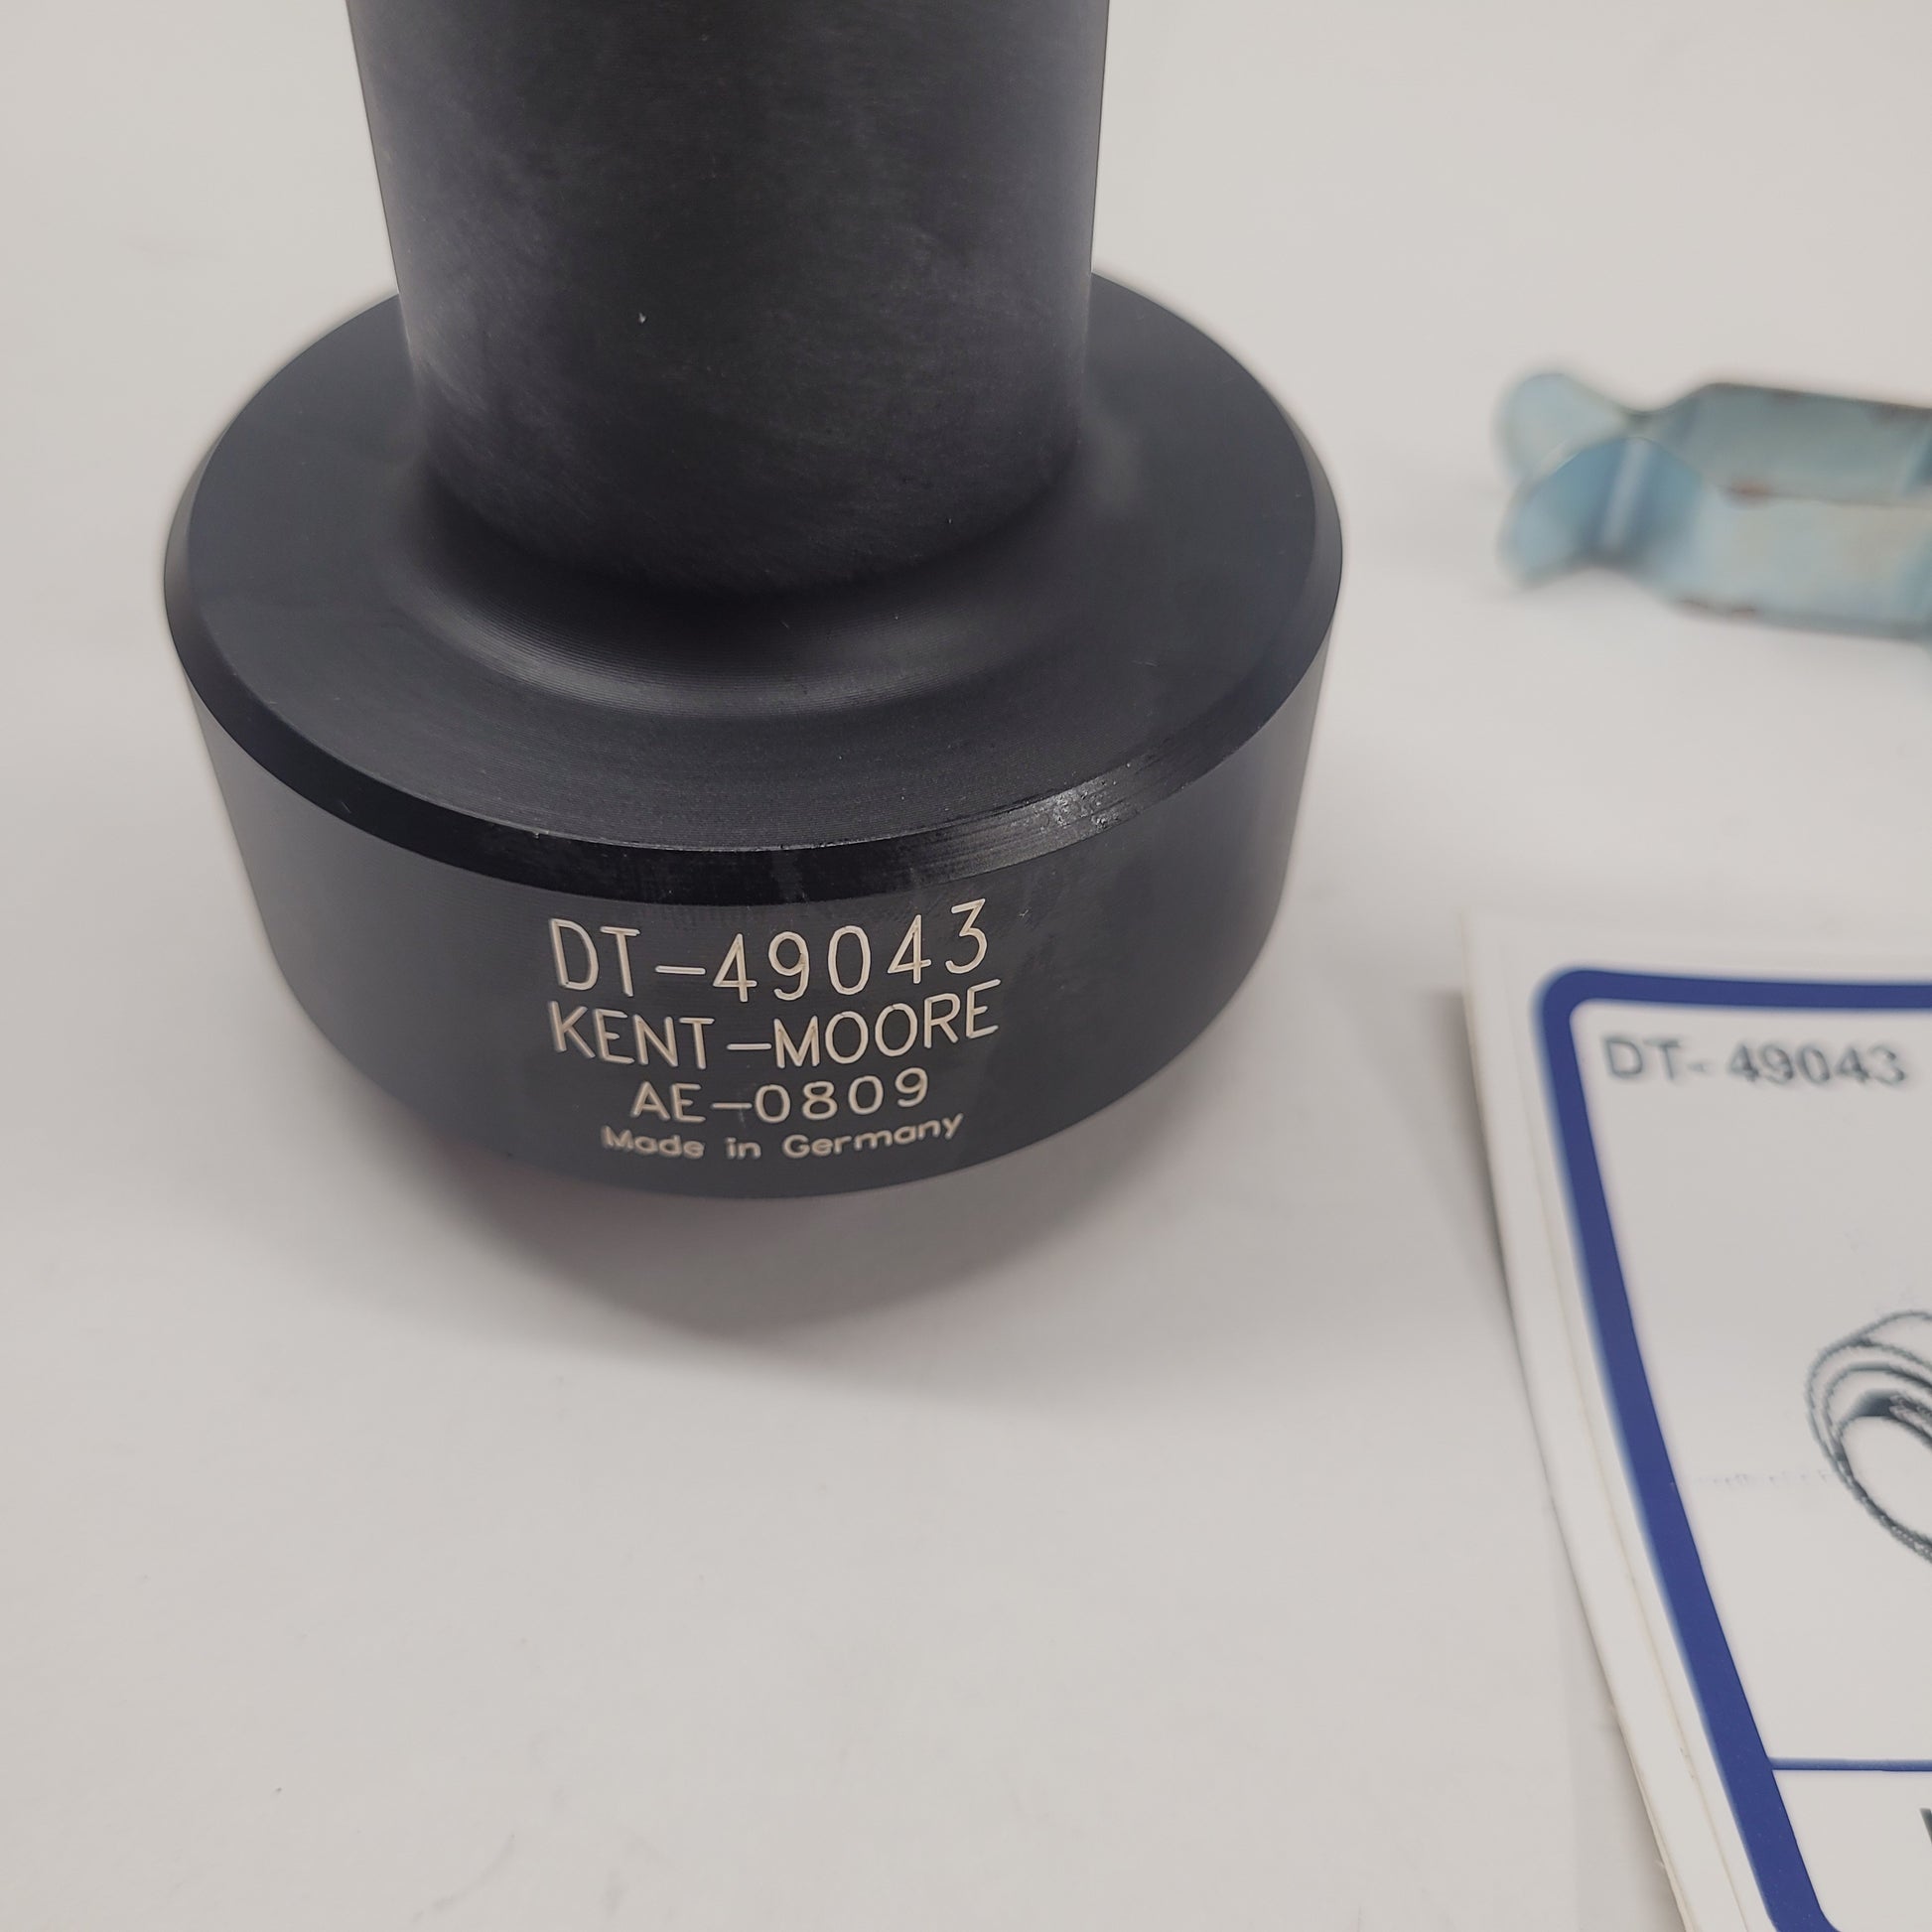 DT-49043
KENT-MOORE
AE-0809
Made in Germany
DT-49043